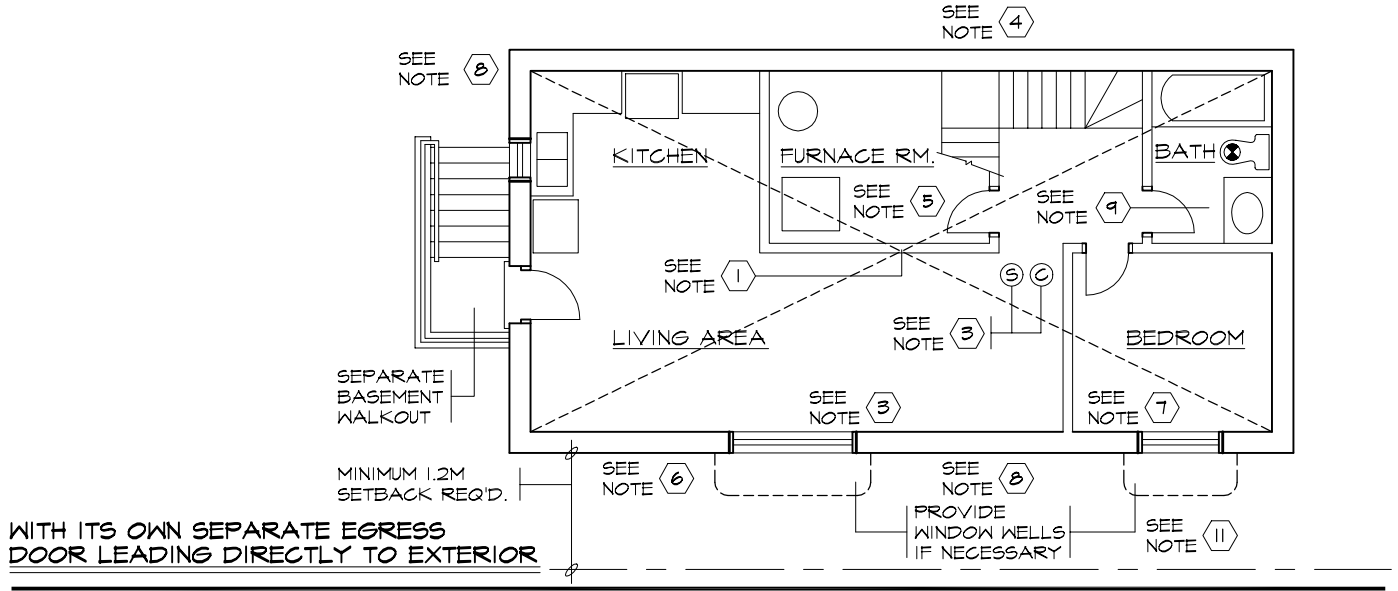 SEE
NOTE 4
SEE
NOTE 8
KITCHEN
FURNACE RM.
BATH
SEE
NOTE 5
SEE
NOTE 9
SEE
NOTE 1
S C
SEE
NOTE 3
LIVING AREA
BEDROOM
SEPARATE
BASEMENT
WALKOUT
SEE
NOTE 3
SEE
NOTE 7
MINIMUM 1.2M
SETBACK REQ'D.
SEE
NOTE 6
SEE
NOTE 8
PROVIDE
WINDOW WELLS
IF NECESSARY
SEE
NOTE 11
WITH ITS OWN SEPARATE EGRESS
DOOR LEADING DIRECTLY TO EXTERIOR